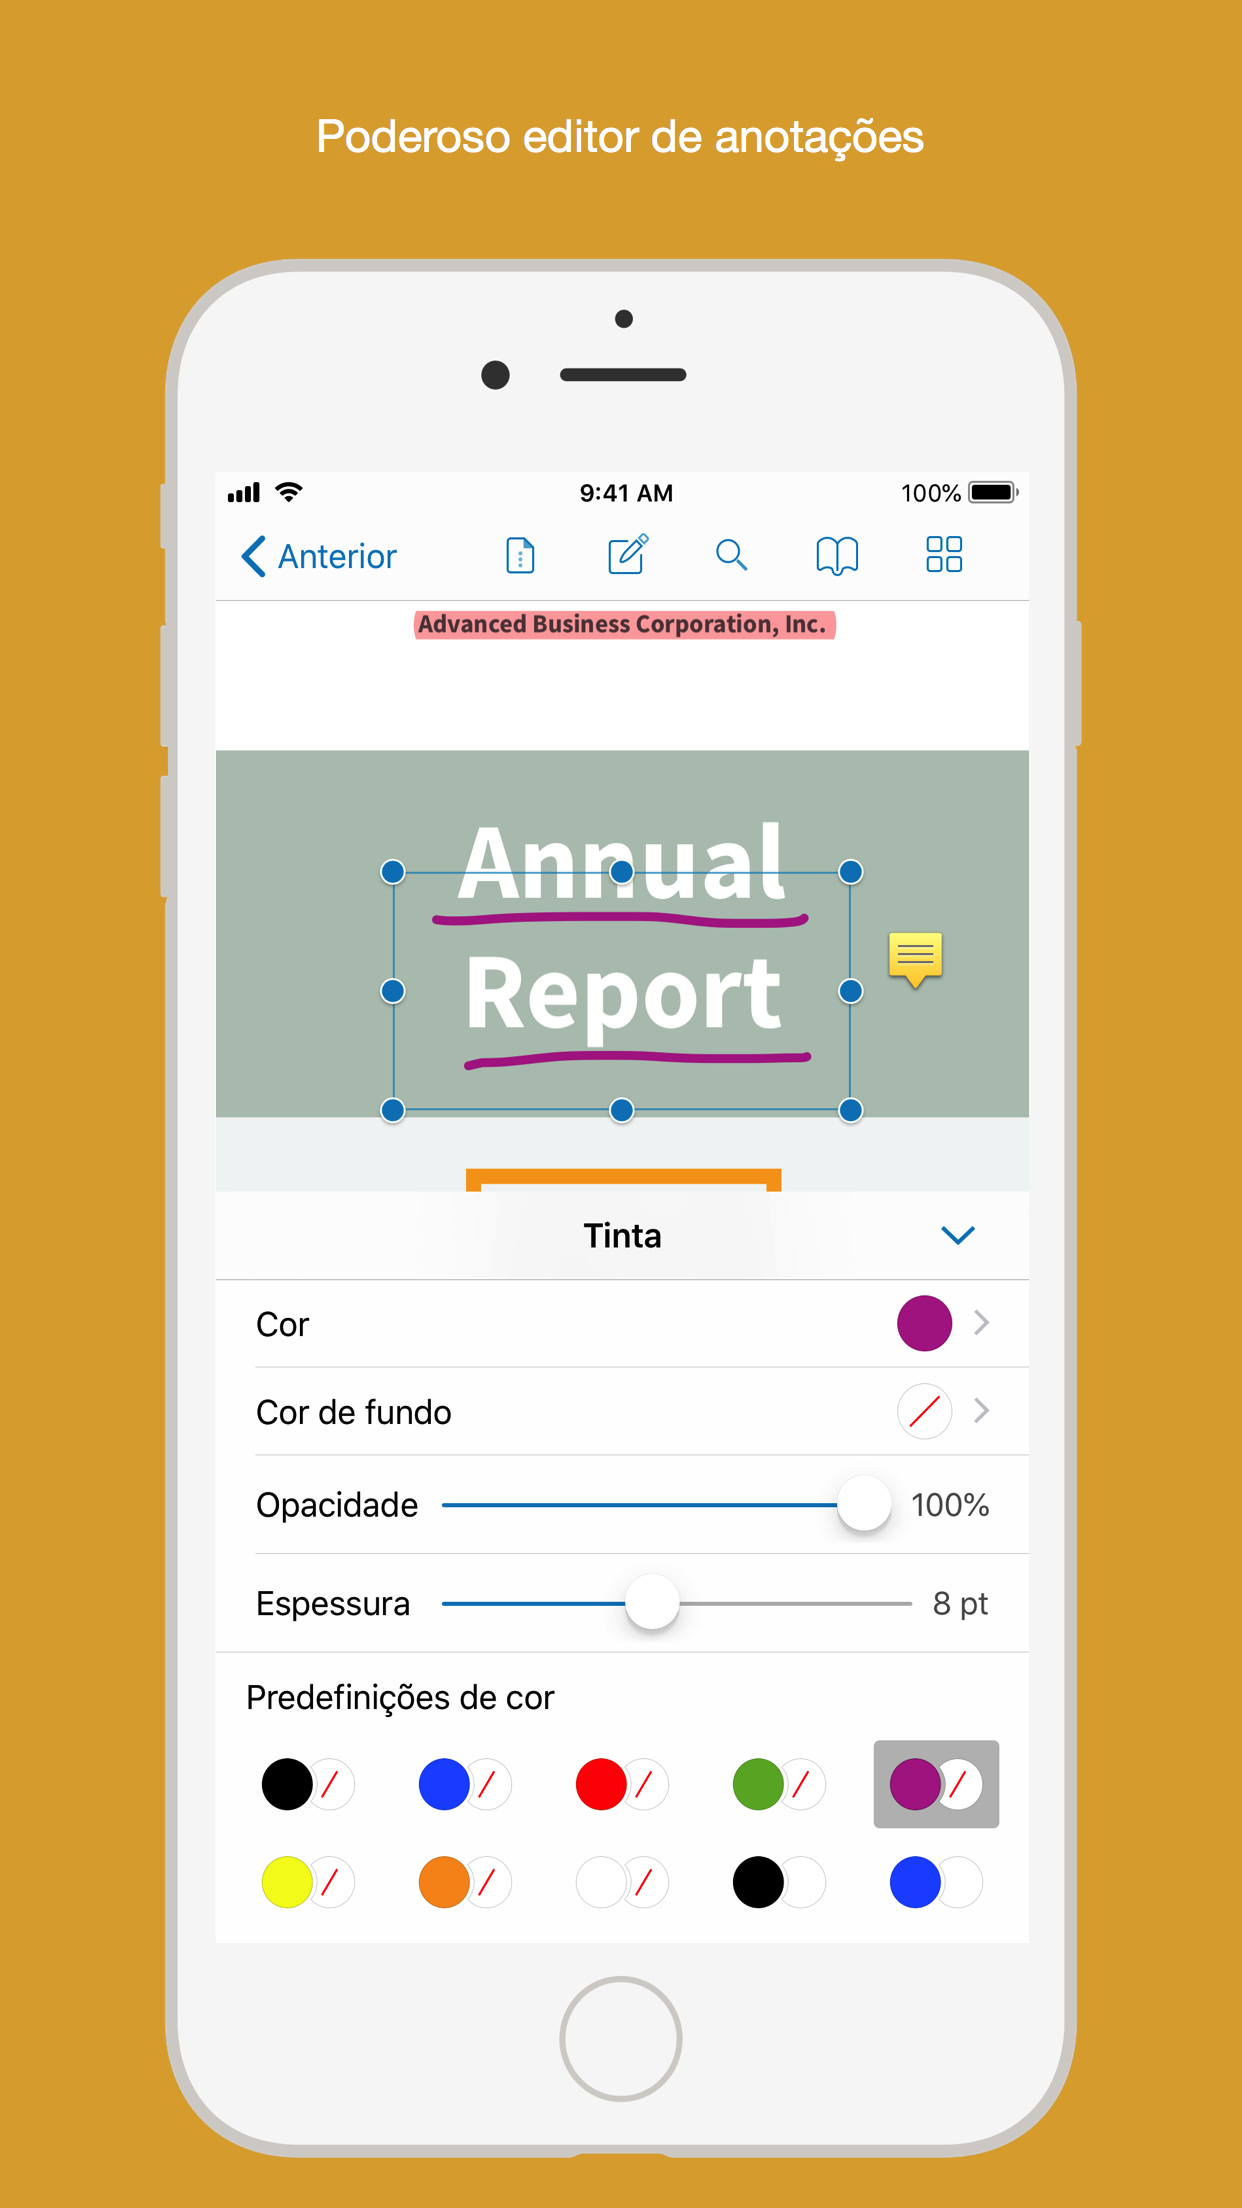 Poderoso editor de anotações
9:41 AM
100%
Anterior
Advanced Business Corporation, Inc.
Annual
Report
Tinta
Cor
Cor de fundo
Opacidade 100%
Espessura 8 pt
Predefinições de cor